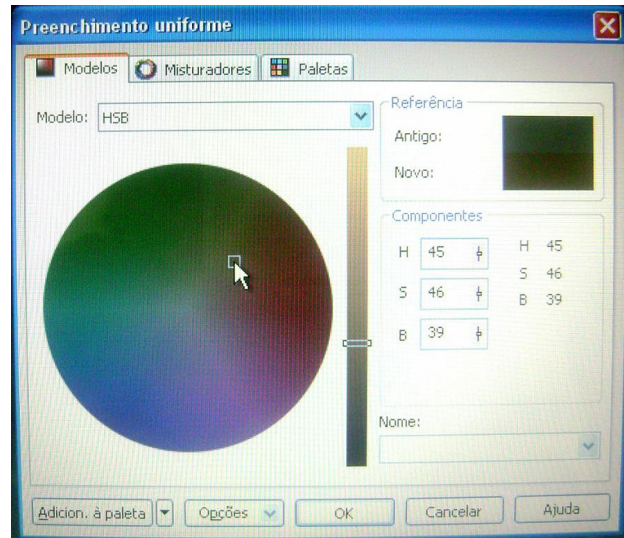 Preenchimento uniforme
Modelos Misturadores Paletas
Modelo: HSB
Referência
Antigo:
Novo:
Componentes
H 45 H 45
S 46 S 46
B 39 B 39
Nome:
Adicion. à paleta Opções OK Cancelar Ajuda